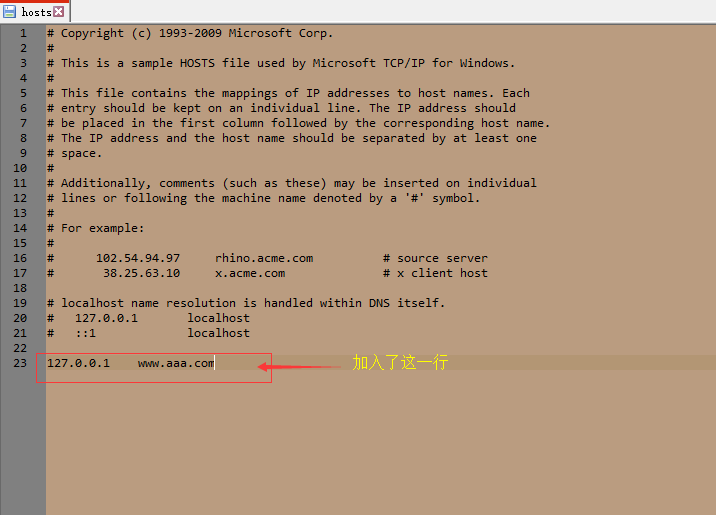 hosts
1 # Copyright (c) 1993-2009 Microsoft Corp.
2 #
3 # This is a sample HOSTS file used by Microsoft TCP/IP for Windows.
4 #
5 # This file contains the mappings of IP addresses to host names. Each
6 # entry should be kept on an individual line. The IP address should
7 # be placed in the first column followed by the corresponding host name.
8 # The IP address and the host name should be separated by at least one
9 # space.
10 #
11 # Additionally, comments (such as these) may be inserted on individual
12 # lines or following the machine name denoted by a '#' symbol.
13 #
14 # For example:
15 #
16 #      102.54.94.97     rhino.acme.com          # source server
17 #       38.25.63.10     x.acme.com              # x client host
18
19 # localhost name resolution is handled within DNS itself.
20 #   127.0.0.1       localhost
21 #   ::1             localhost
22
23 127.0.0.1    www.aaa.com 加入了这一行